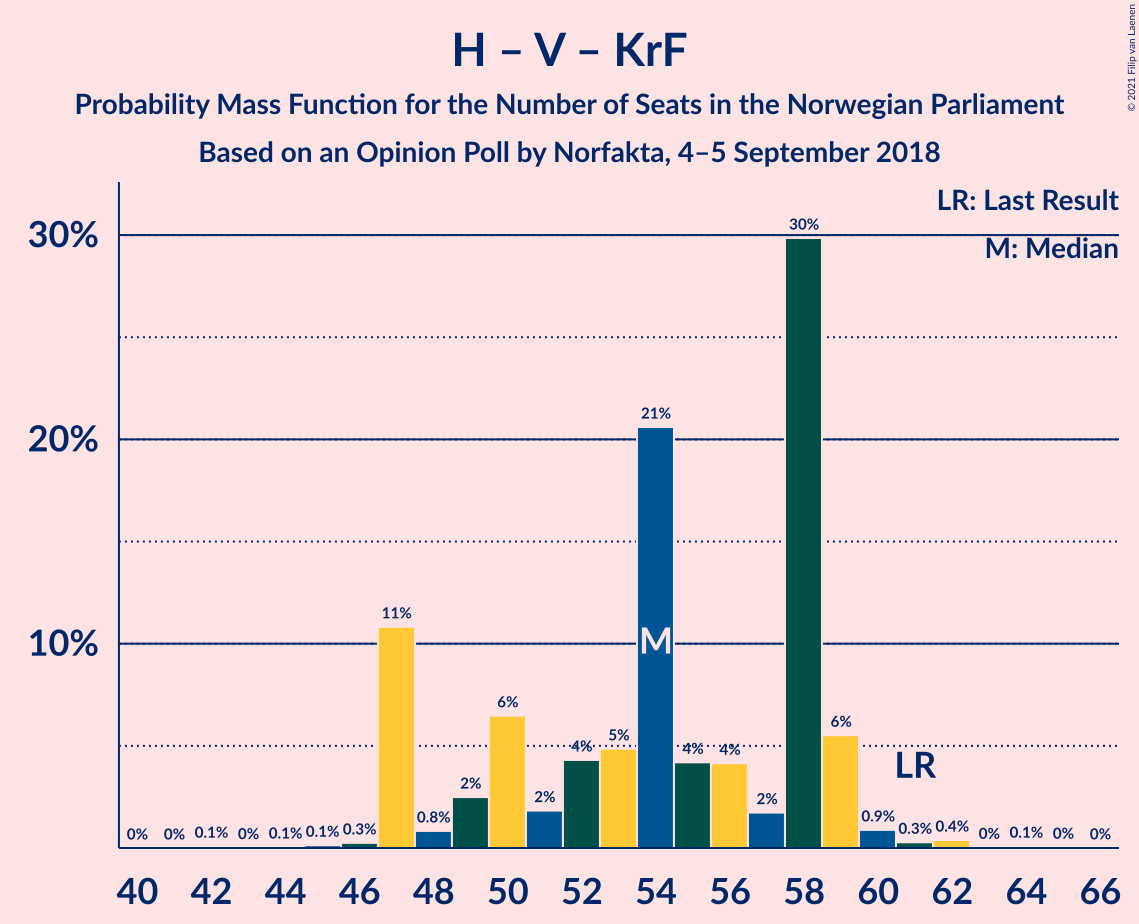 H – V – KrF
Probability Mass Function for the Number of Seats in the Norwegian Parliament
Based on an Opinion Poll by Norfakta, 4–5 September 2018
© 2021 Filip van Laenen
LR: Last Result
M: Median
30%
20%
10%
0% 0% 0.1% 0% 0.1% 0.1% 0.3% 11% 0.8% 2% 6% 2% 4% 5% 21% 4% 4% 2% 30% 6% 0.9% 0.3% 0.4% 0% 0.1% 0% 0%
M
LR
40 42 44 46 48 50 52 54 56 58 60 62 64 66